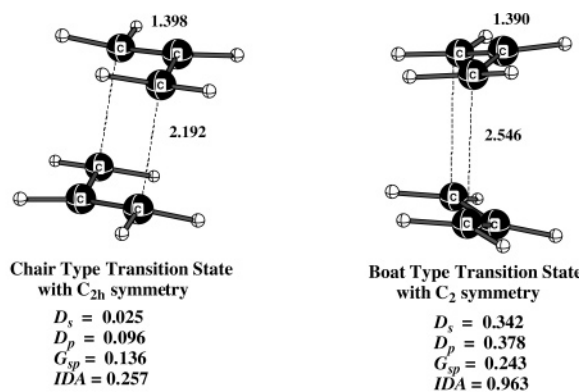 1.398
2.192
C
C
C
C
C
C
Chair Type Transition State
with C2h symmetry
Ds = 0.025
Dp = 0.096
Gsp = 0.136
IDA = 0.257
1.390
2.546
C
C
C
C
C
C
Boat Type Transition State
with C2 symmetry
Ds = 0.342
Dp = 0.378
Gsp = 0.243
IDA = 0.963